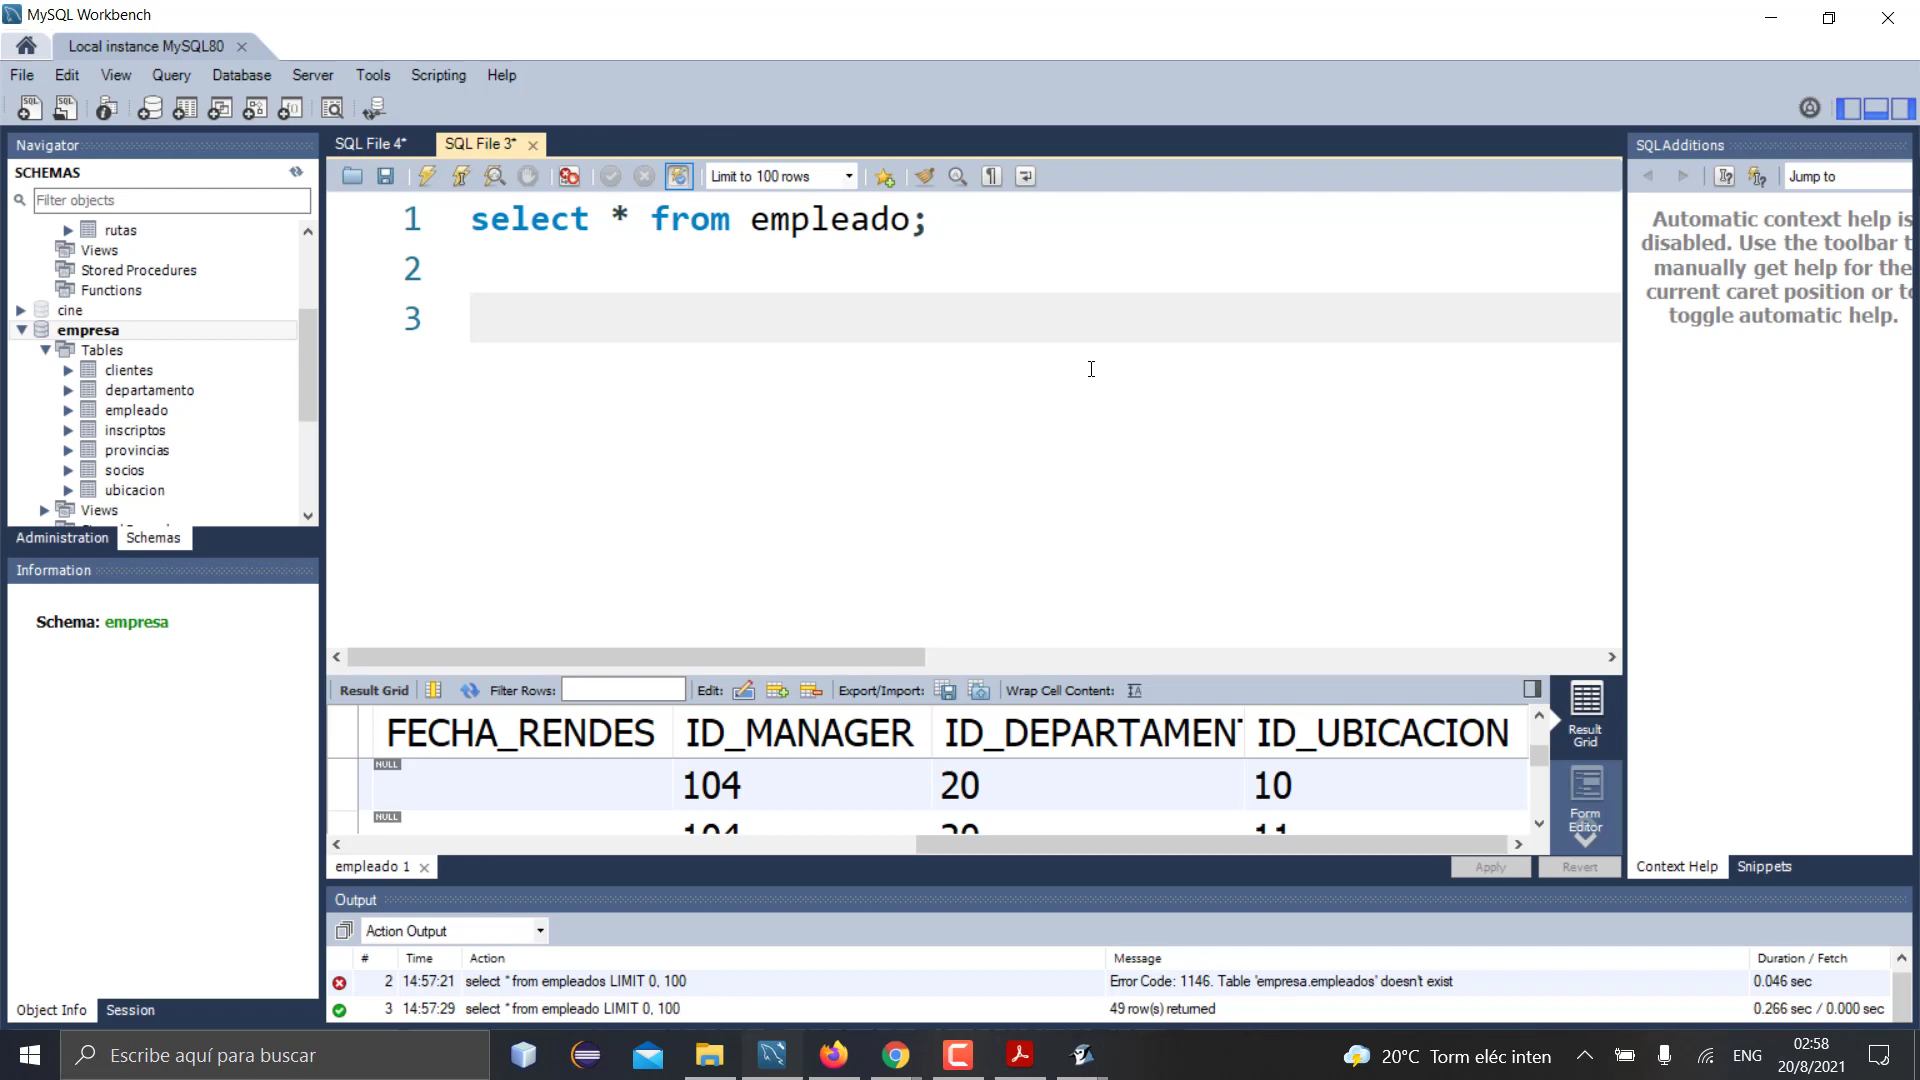 MySQL Workbench
Local instance MySQL80
File Edit View Query Database Server Tools Scripting Help
Navigator
SCHEMAS
Filter objects
rutas
Views
Stored Procedures
Functions
cine
empresa
Tables
clientes
departamento
empleado
inscriptos
provincias
socios
ubicacion
Views
Administration Schemas
Information
Schema: empresa
Object Info Session
SQL File 4* SQL File 3*
Limit to 100 rows
1 select * from empleado;
2
3
SQLAdditions
Jump to
Automatic context help is
disabled. Use the toolbar t
manually get help for the
current caret position or to
toggle automatic help.
Context Help Snippets
Result Grid Filter Rows: Edit: Export/Import: Wrap Cell Content:
FECHA_RENDES ID_MANAGER ID_DEPARTAMEN ID_UBICACION
NULL 104 20 10
NULL 104 20 11
Result
Grid
Form
Editor
empleado 1
Apply Revert
Output
Action Output
# Time Action Message Duration / Fetch
2 14:57:21 select * from empleados LIMIT 0, 100 Error Code: 1146. Table 'empresa.empleados' doesn't exist 0.046 sec
3 14:57:29 select * from empleado LIMIT 0, 100 49 row(s) returned 0.266 sec / 0.000 sec
Escribe aquí para buscar
20°C Torm eléc inten
ENG
02:58
20/8/2021